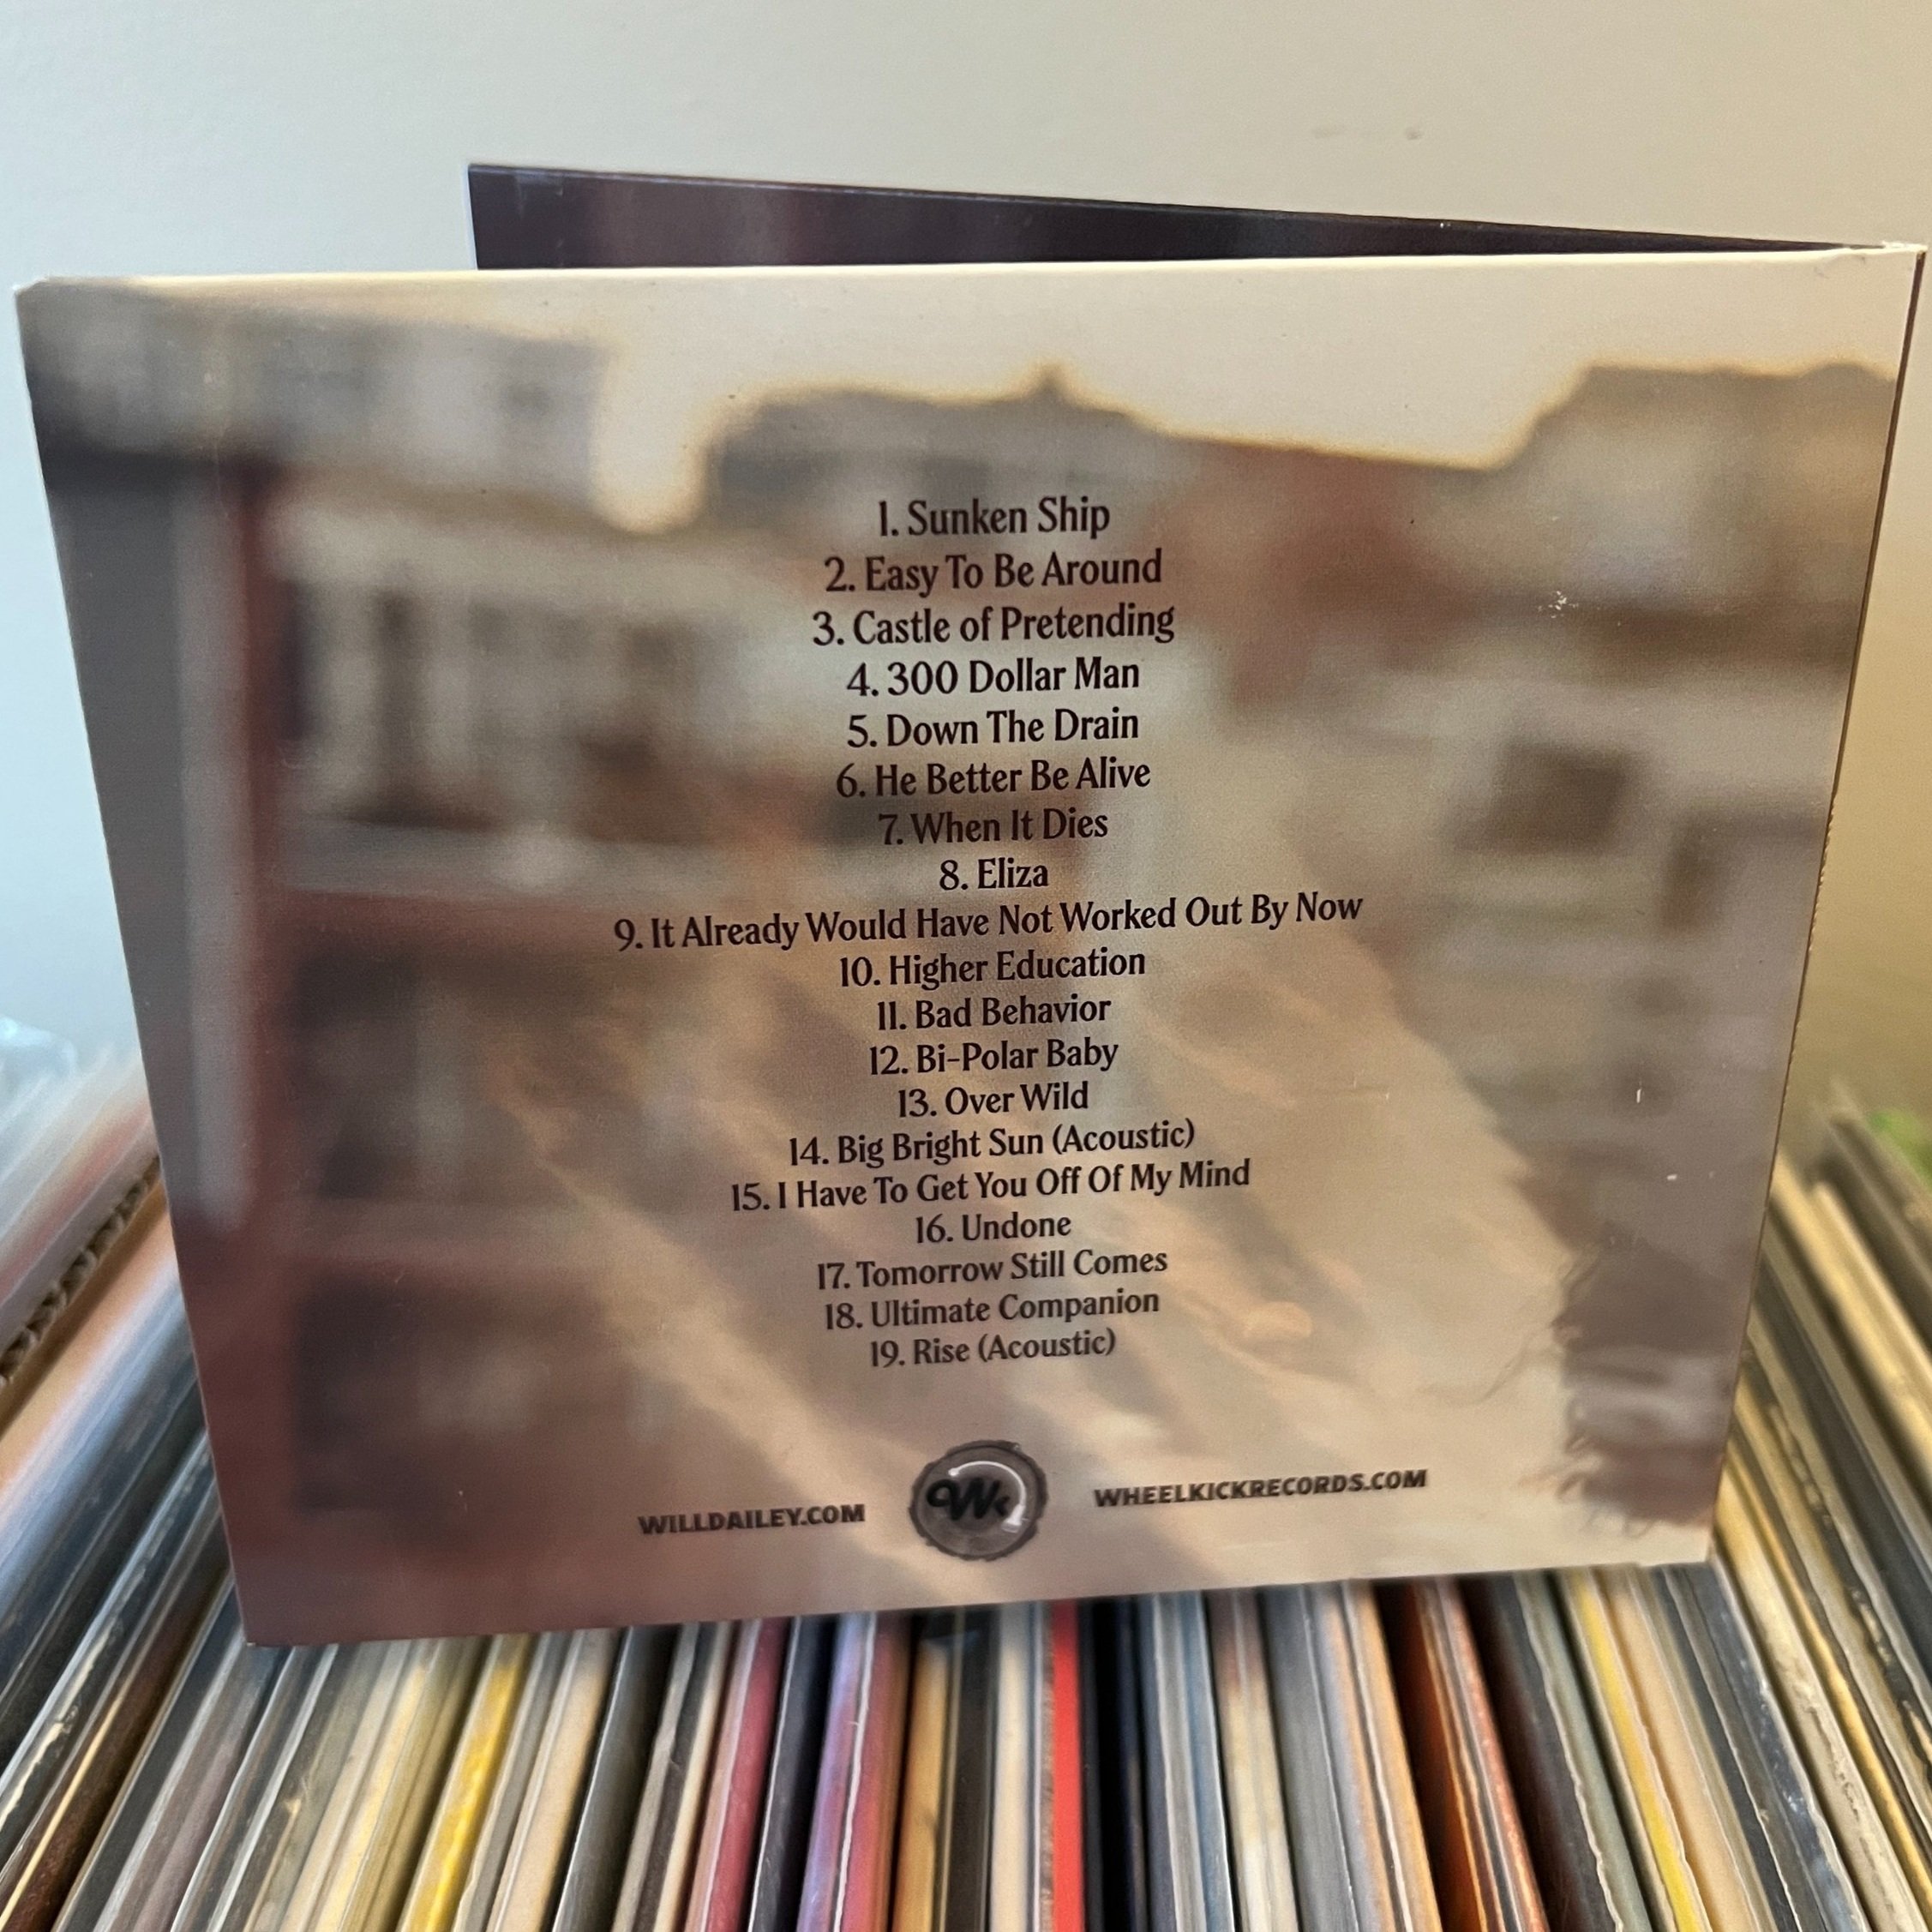 1. Sunken Ship
2. Easy To Be Around
3. Castle of Pretending
4. 300 Dollar Man
5. Down The Drain
6. He Better Be Alive
7. When It Dies
8. Eliza
9. It Already Would Have Not Worked Out By Now
10. Higher Education
11. Bad Behavior
12. Bi-Polar Baby
13. Over Wild
14. Big Bright Sun (Acoustic)
15. I Have To Get You Off Of My Mind
16. Undone
17. Tomorrow Still Comes
18. Ultimate Companion
19. Rise (Acoustic)
WILLDAILEY.COM
WK
WHEELKICKRECORDS.COM